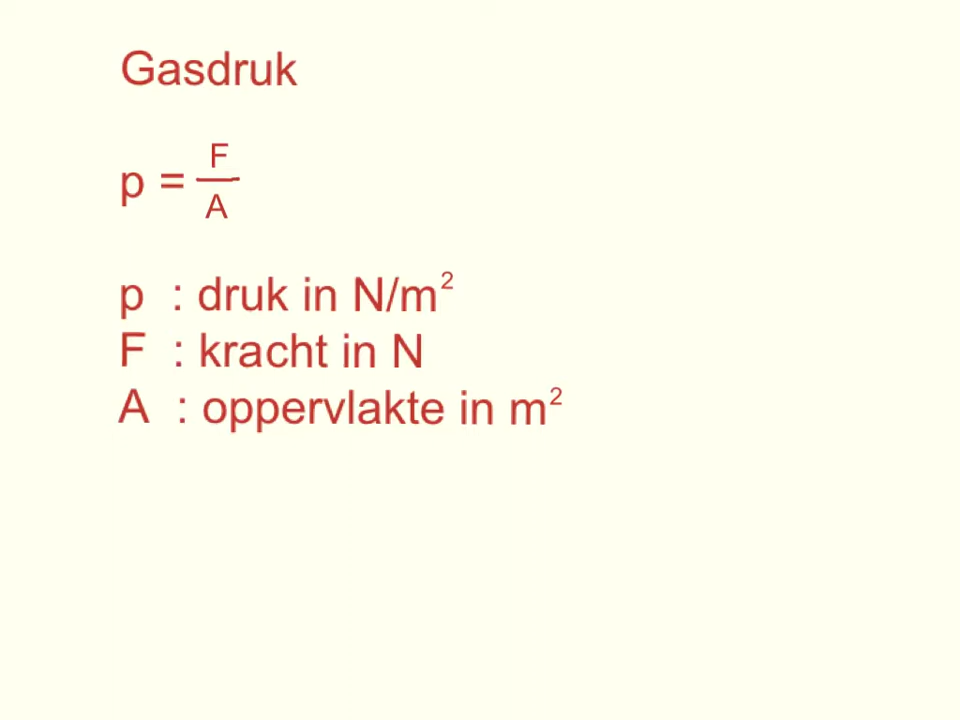 Gasdruk
p = F/A
p : druk in N/m²
F : kracht in N
A : oppervlakte in m²